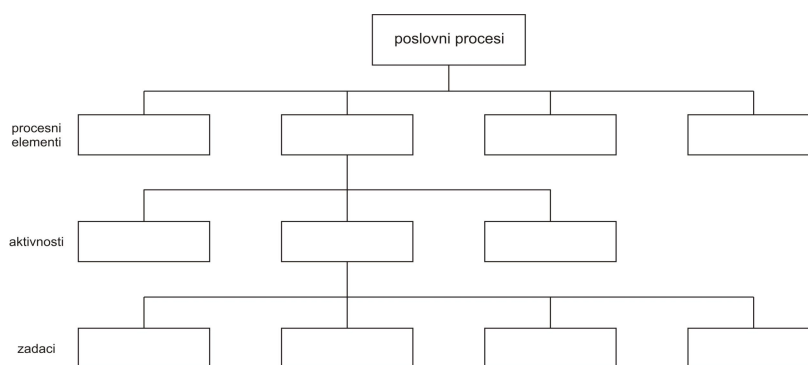 poslovni procesi
procesni
elementi
aktivnosti
zadaci